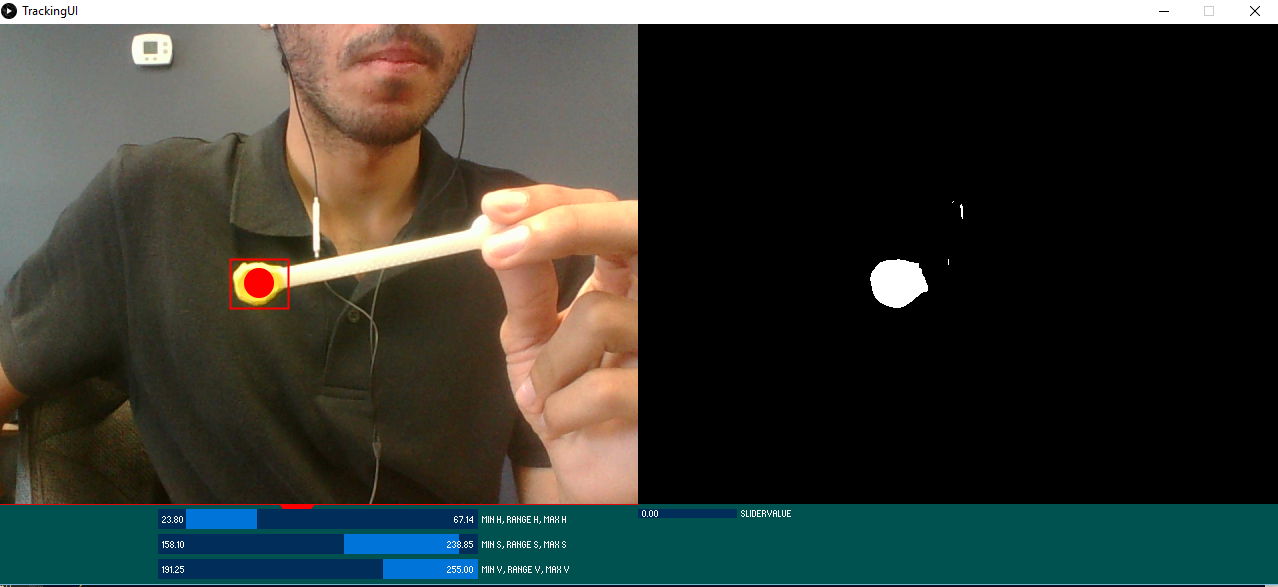 TrackingUI
23.80 67.14 MIN H, RANGE H, MAX H
158.10 238.85 MIN S, RANGE S, MAX S
191.25 255.00 MIN V, RANGE V, MAX V
0.00 SLIDERVALUE